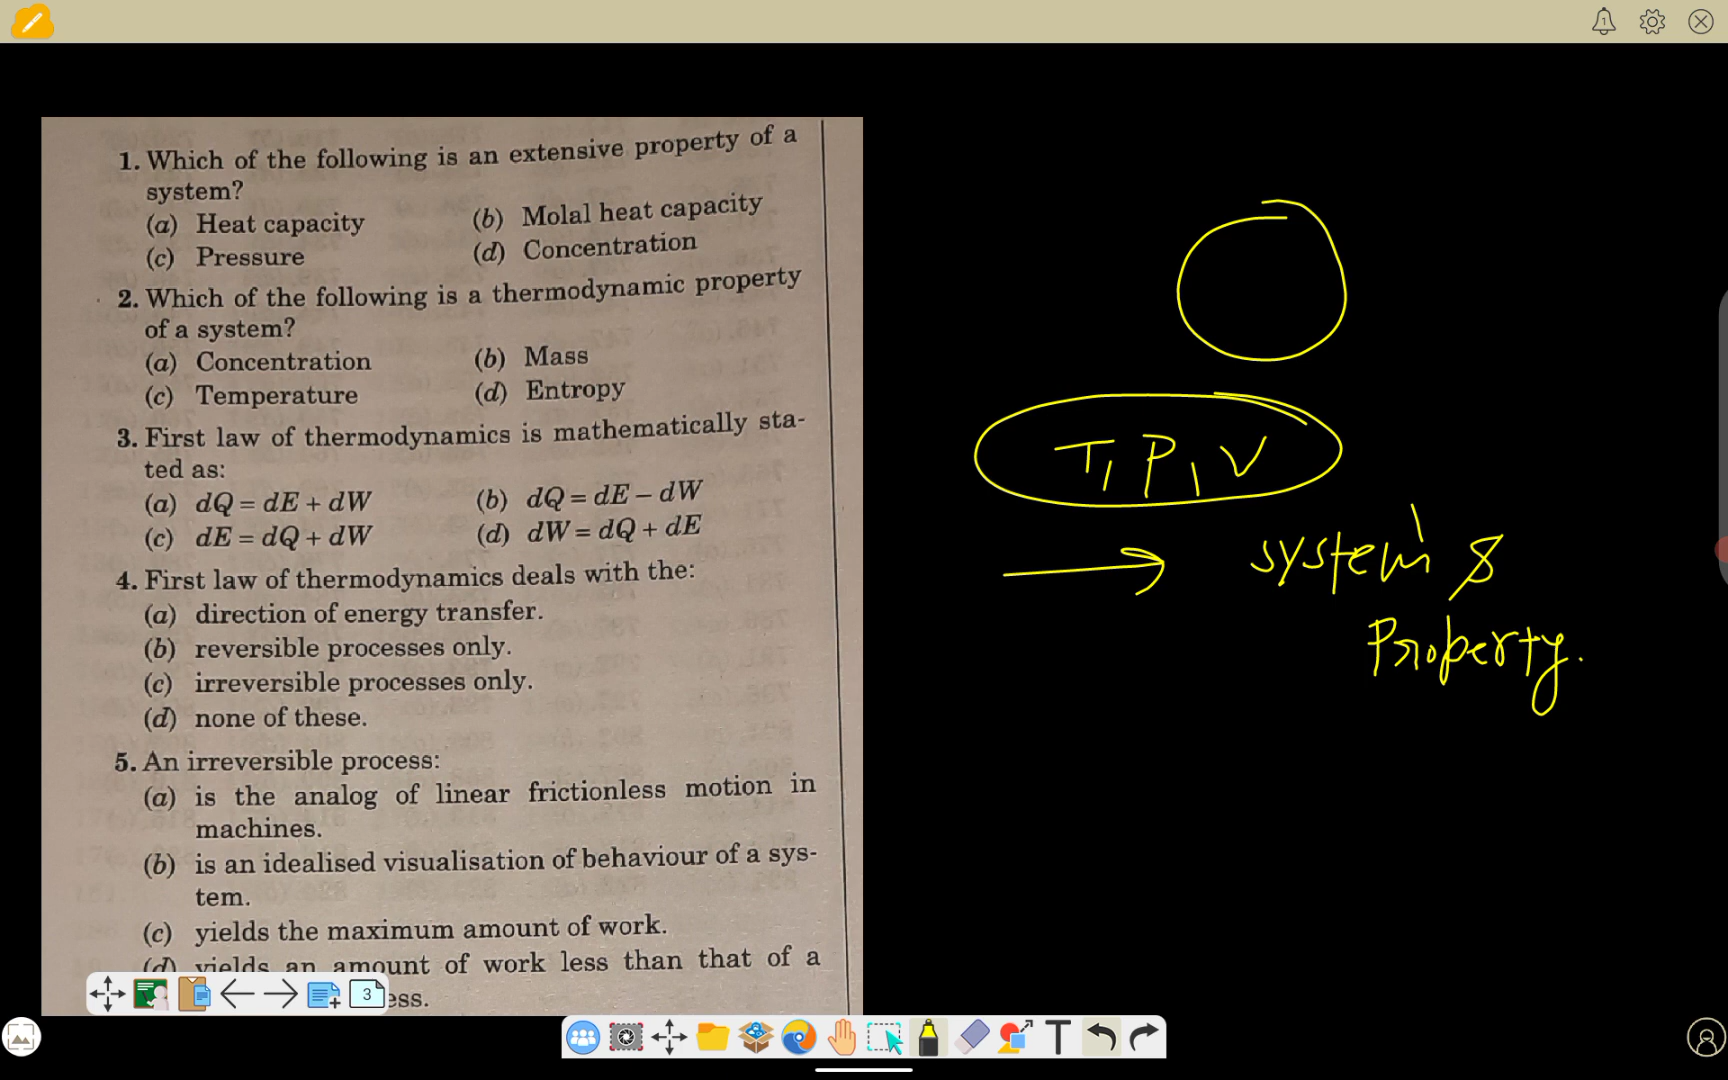 1. Which of the following is an extensive property of a
system?
(a) Heat capacity (b) Molal heat capacity
(c) Pressure (d) Concentration
2. Which of the following is a thermodynamic property
of a system?
(a) Concentration (b) Mass
(c) Temperature (d) Entropy
3. First law of thermodynamics is mathematically sta-
ted as:
(a) dQ = dE + dW (b) dQ = dE – dW
(c) dE = dQ + dW (d) dW = dQ + dE
4. First law of thermodynamics deals with the:
(a) direction of energy transfer.
(b) reversible processes only.
(c) irreversible processes only.
(d) none of these.
5. An irreversible process:
(a) is the analog of linear frictionless motion in
machines.
(b) is an idealised visualisation of behaviour of a sys-
tem.
(c) yields the maximum amount of work.
(d) yields an amount of work less than that of a
ess.
T, P, V
system's
Property.
3
T
1